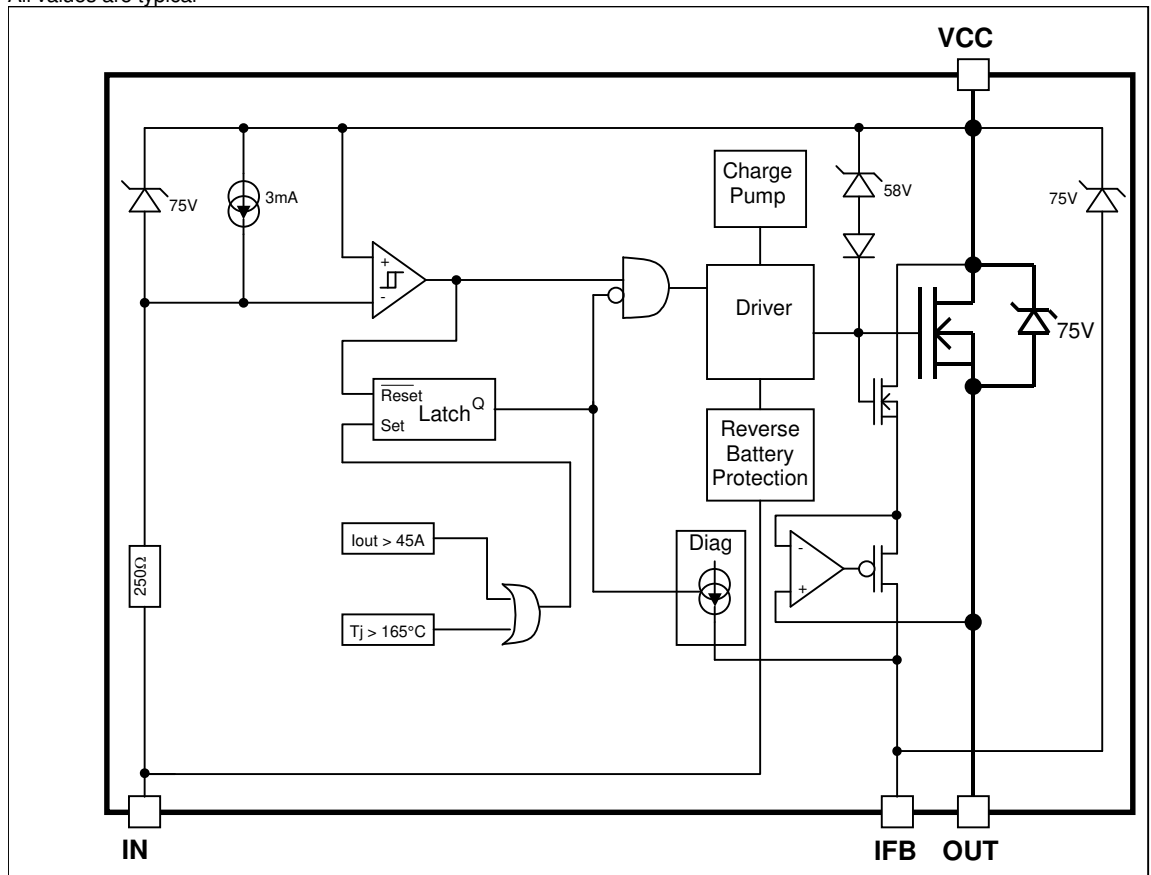 All values are typical
VCC
Charge
Pump
75V
3mA
58V
75V
+
-
Driver
75V
Reset
Latch
Q
Set
Reverse
Battery
Protection
Iout > 45A
Diag
-
+
250Ω
Tj > 165°C
IN
IFB
OUT